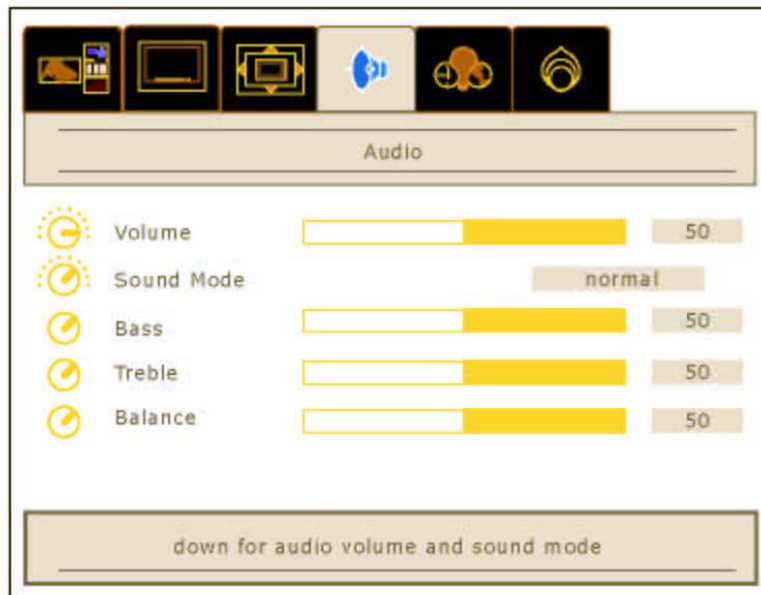 Audio
Volume 50
Sound Mode normal
Bass 50
Treble 50
Balance 50
down for audio volume and sound mode